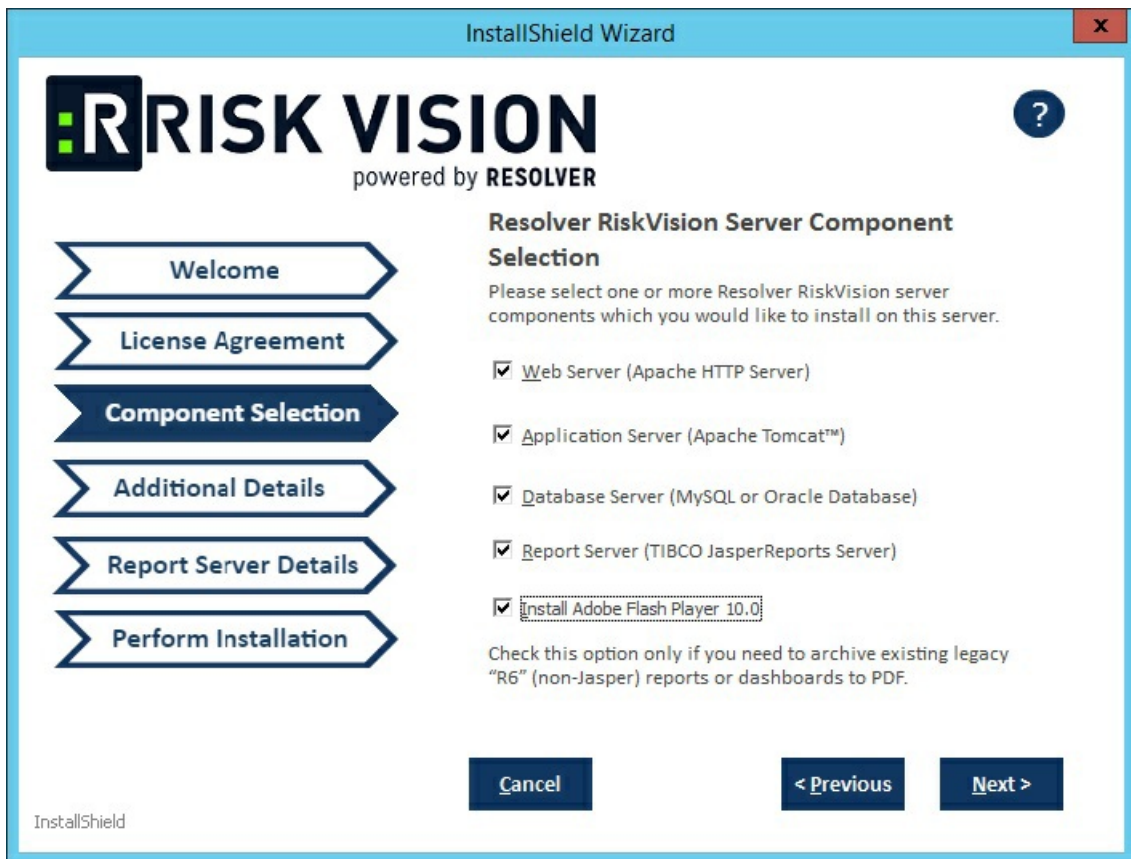 InstallShield Wizard
x
:R RISK VISION
powered by RESOLVER
?
Welcome
License Agreement
Component Selection
Additional Details
Report Server Details
Perform Installation
Resolver RiskVision Server Component
Selection
Please select one or more Resolver RiskVision server
components which you would like to install on this server.
Web Server (Apache HTTP Server)
Application Server (Apache Tomcat™)
Database Server (MySQL or Oracle Database)
Report Server (TIBCO JasperReports Server)
Install Adobe Flash Player 10.0
Check this option only if you need to archive existing legacy
“R6” (non-Jasper) reports or dashboards to PDF.
Cancel
< Previous
Next >
InstallShield